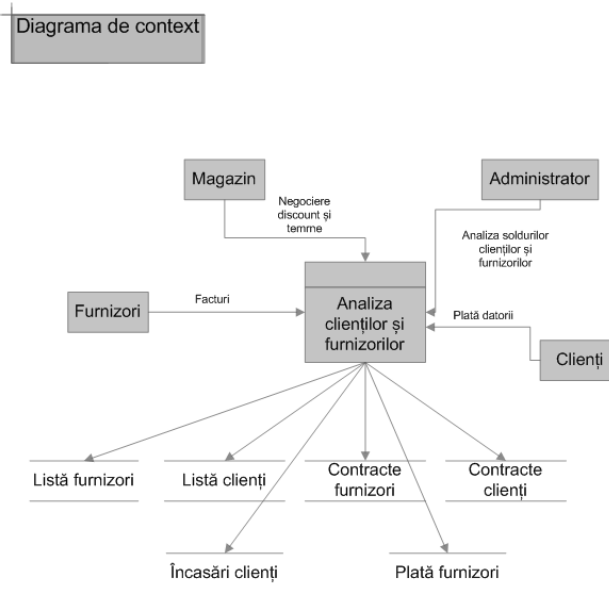 Diagrama de context
Magazin
Administrator
Negociere
discount și
temrne
Analiza soldurilor
clienților și
furnizorilor
Furnizori
Facturi
Analiza
clienților și
furnizorilor
Plată datorii
Clienți
Listă furnizori
Listă clienți
Contracte
furnizori
Contracte
clienți
Încasări clienți
Plată furnizori